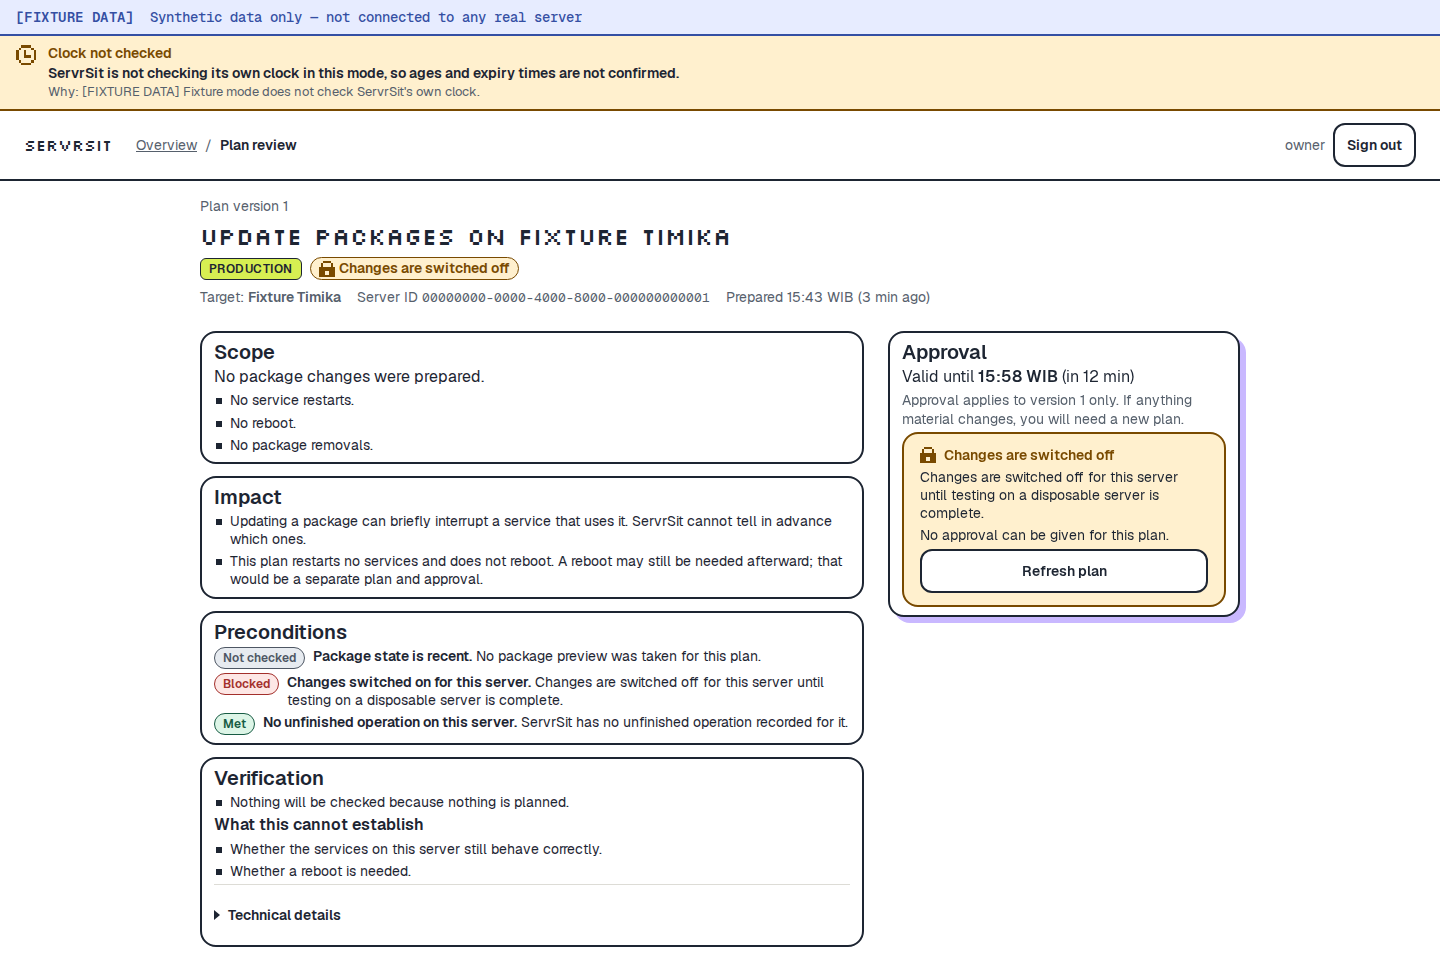 [FIXTURE DATA] Synthetic data only — not connected to any real server
Clock not checked
ServrSit is not checking its own clock in this mode, so ages and expiry times are not confirmed.
Why: [FIXTURE DATA] Fixture mode does not check ServrSit's own clock.
SERVRSIT
Overview / Plan review
owner
Sign out
Plan version 1
UPDATE PACKAGES ON FIXTURE TIMIKA
PRODUCTION
Changes are switched off
Target: Fixture Timika Server ID 00000000-0000-4000-8000-000000000001 Prepared 15:43 WIB (3 min ago)
Scope
No package changes were prepared.
No service restarts.
No reboot.
No package removals.
Impact
Updating a package can briefly interrupt a service that uses it. ServrSit cannot tell in advance
which ones.
This plan restarts no services and does not reboot. A reboot may still be needed afterward; that
would be a separate plan and approval.
Preconditions
Not checked Package state is recent. No package preview was taken for this plan.
Blocked Changes switched on for this server. Changes are switched off for this server until
testing on a disposable server is complete.
Met No unfinished operation on this server. ServrSit has no unfinished operation recorded for it.
Verification
Nothing will be checked because nothing is planned.
What this cannot establish
Whether the services on this server still behave correctly.
Whether a reboot is needed.
Technical details
Approval
Valid until 15:58 WIB (in 12 min)
Approval applies to version 1 only. If anything
material changes, you will need a new plan.
Changes are switched off
Changes are switched off for this server
until testing on a disposable server is
complete.
No approval can be given for this plan.
Refresh plan